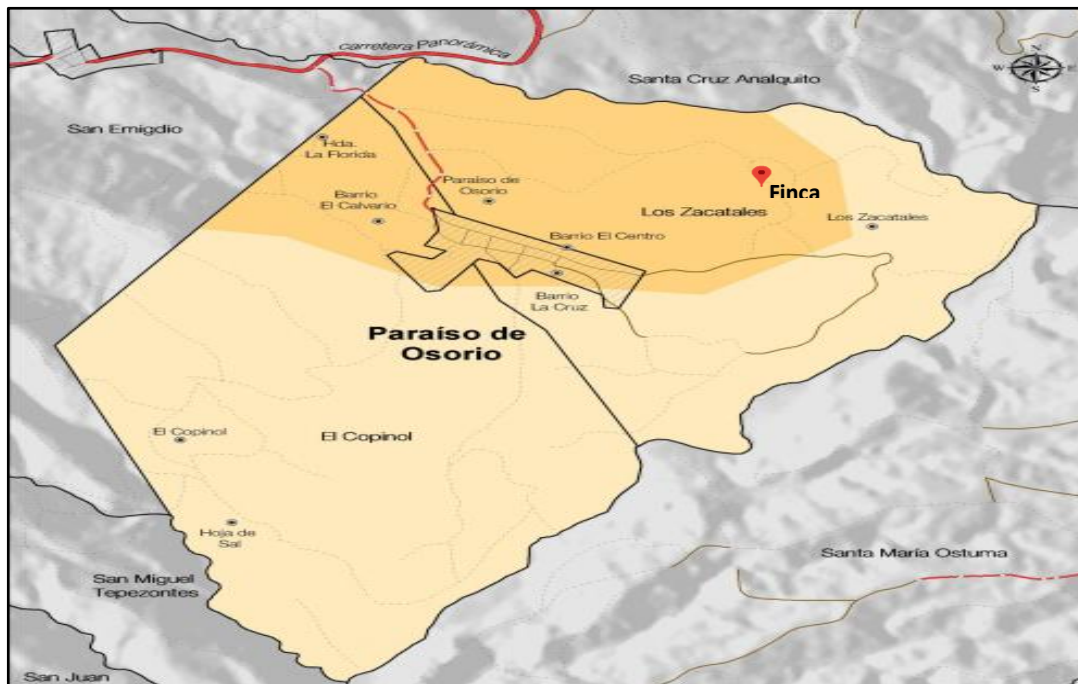 carretera Panorámica
N
W E
S
Santa Cruz Analquito
San Emigdio
Hda.
La Florida
Barrio
El Calvario
Paraíso de
Osorio
Finca
Los Zacatales
Los Zacatales
Barrio El Centro
Barrio
La Cruz
Paraíso de
Osorio
El Copinol
El Copinol
Hoja de
Sal
Santa María Ostuma
San Miguel
Tepezontes
San Juan